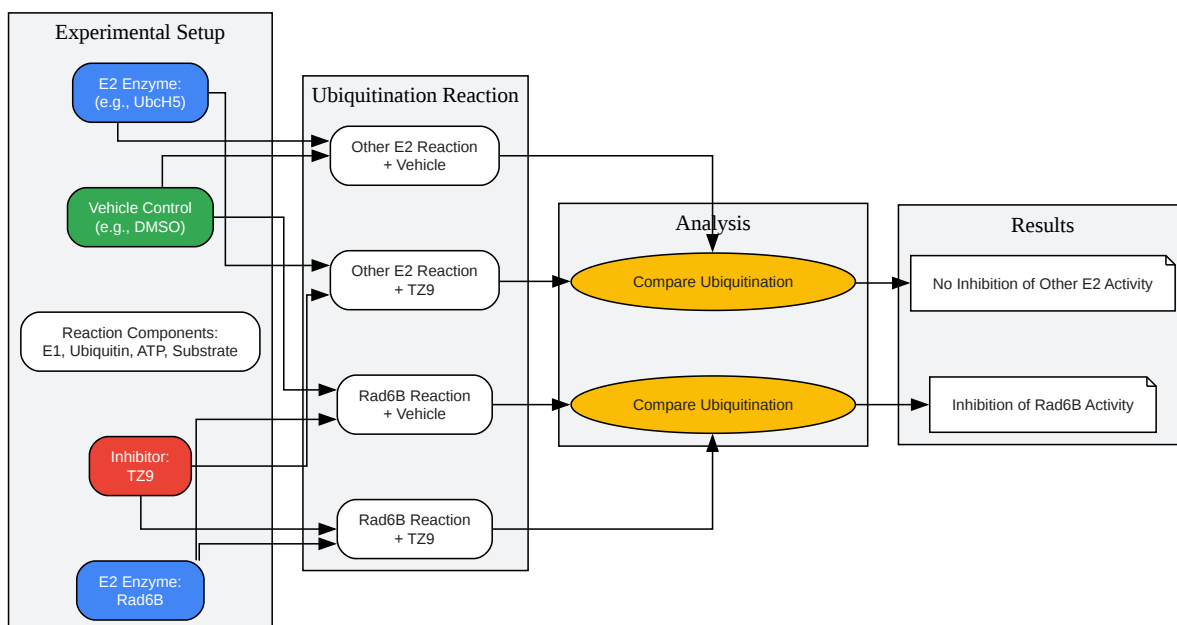 Experimental Setup
E2 Enzyme:
(e.g., UbcH5)
Vehicle Control
(e.g., DMSO)
Reaction Components:
E1, Ubiquitin, ATP, Substrate
Inhibitor:
TZ9
E2 Enzyme:
Rad6B
Ubiquitination Reaction
Other E2 Reaction
+ Vehicle
Other E2 Reaction
+ TZ9
Rad6B Reaction
+ Vehicle
Rad6B Reaction
+ TZ9
Analysis
Compare Ubiquitination
Compare Ubiquitination
Results
No Inhibition of Other E2 Activity
Inhibition of Rad6B Activity